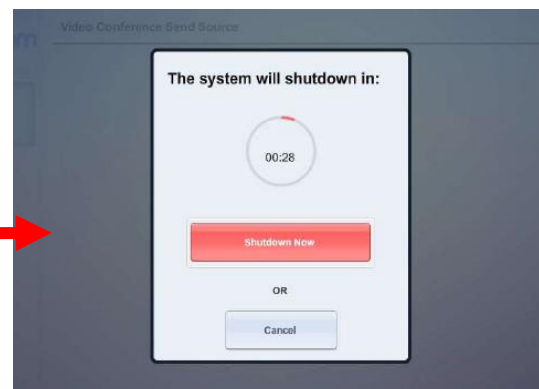 Video Conference Send Source
The system will shutdown in:
00:28
Shutdown Now
OR
Cancel